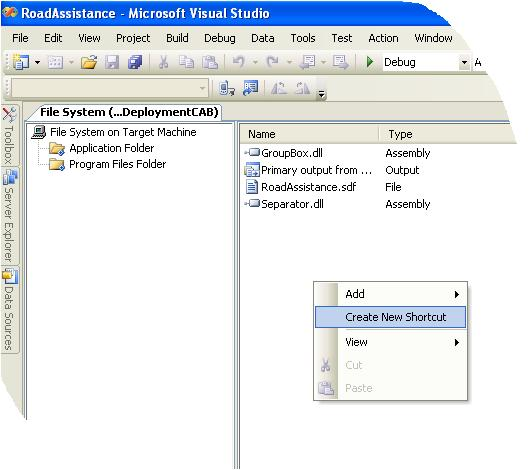 RoadAssistance - Microsoft Visual Studio
File Edit View Project Build Debug Data Tools Test Action Window
Debug A
File System (...DeploymentCAB)
Toolbox
Server Explorer
Data Sources
File System on Target Machine
Application Folder
Program Files Folder
Name Type
GroupBox.dll Assembly
Primary output from ... Output
RoadAssistance.sdf File
Separator.dll Assembly
Add
Create New Shortcut
View
Cut
Paste